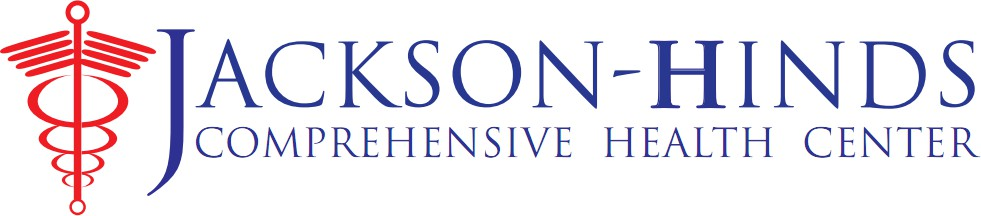 JACKSON-HINDS
COMPREHENSIVE HEALTH CENTER